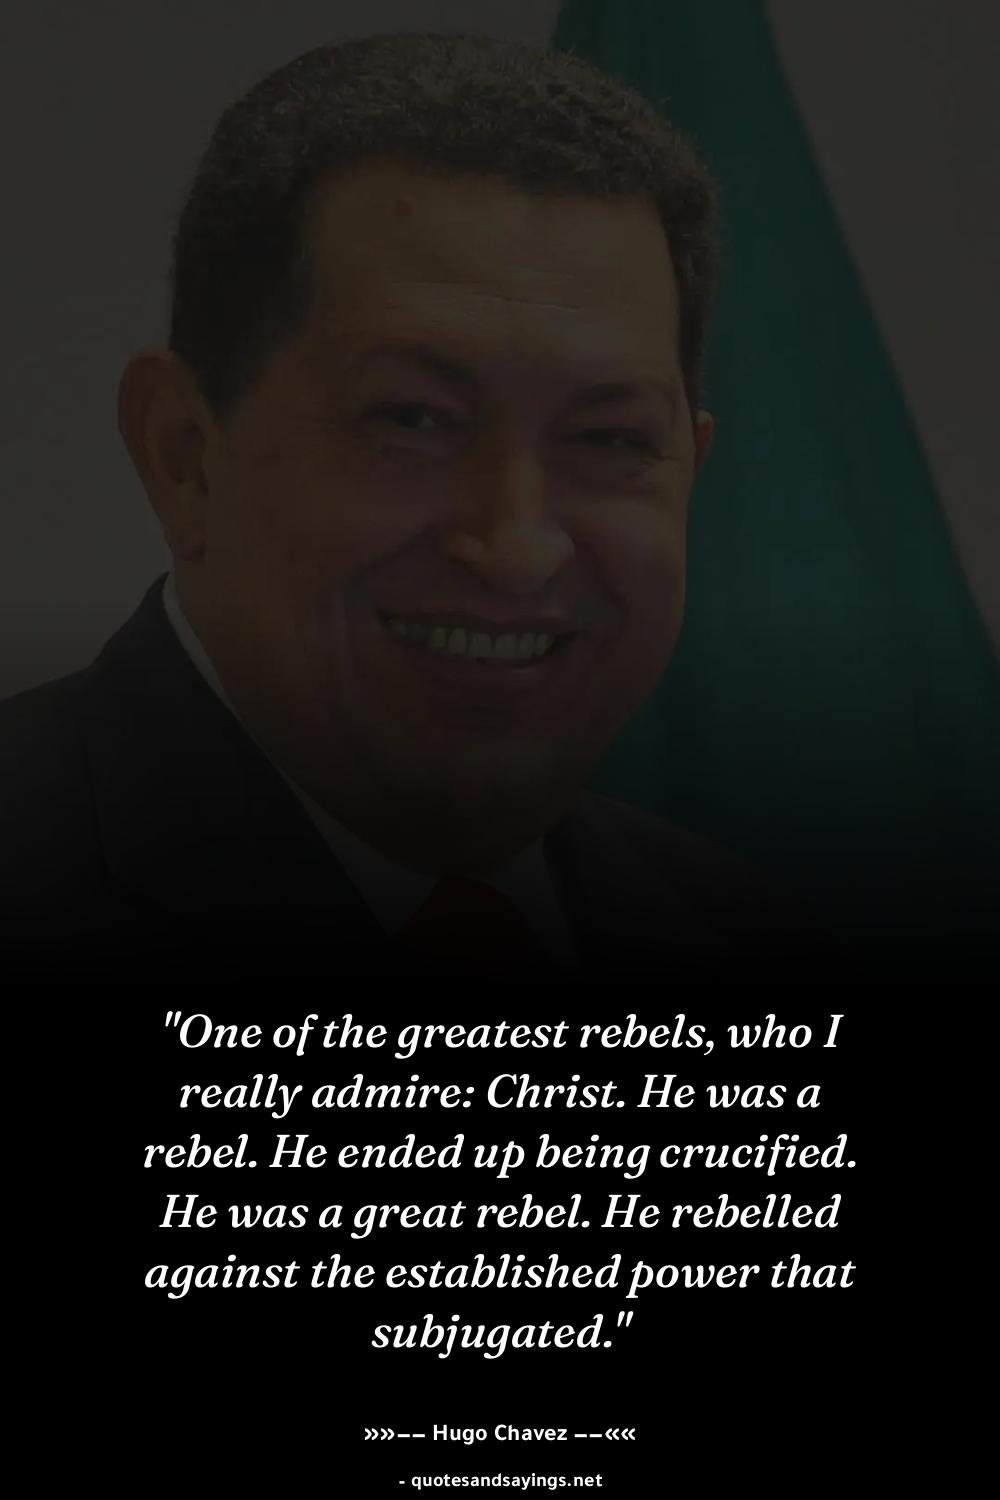 "One of the greatest rebels, who I
really admire: Christ. He was a
rebel. He ended up being crucified.
He was a great rebel. He rebelled
against the established power that
subjugated."
»»–– Hugo Chavez ––««
- quotesandsayings.net